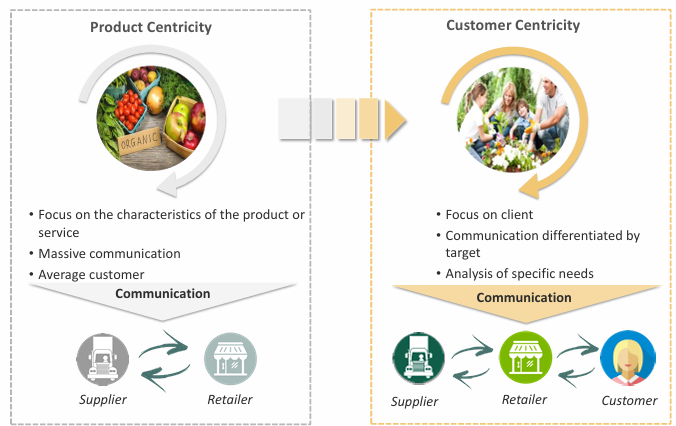 Product Centricity
ORGANIC
• Focus on the characteristics of the product or
service
• Massive communication
• Average customer
Communication
Supplier
Retailer
Customer Centricity
• Focus on client
• Communication differentiated by
target
• Analysis of specific needs
Communication
Supplier
Retailer
Customer